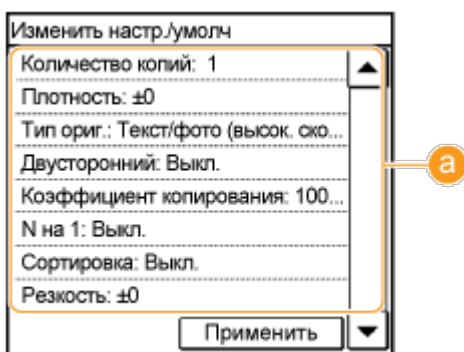 Изменить настр./умолч
Количество копий: 1
Плотность: ±0
Тип ориг.: Текст/фото (высок. ско...
Двусторонний: Выкл.
Коэффициент копирования: 100...
N на 1: Выкл.
Сортировка: Выкл.
Резкость: ±0
Применить
a